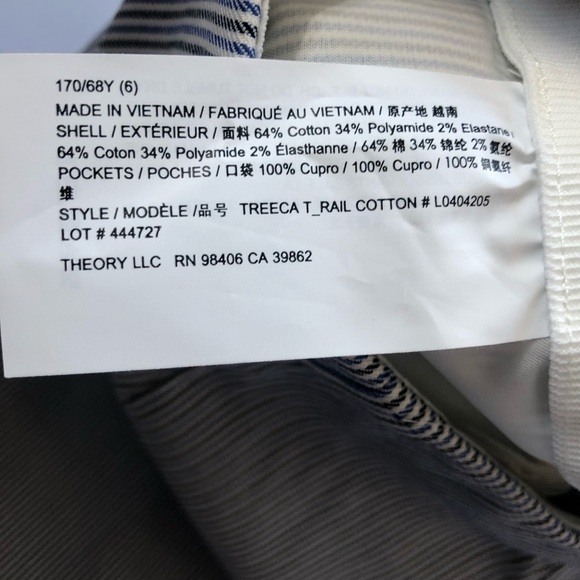 170/68Y (6)
MADE IN VIETNAM / FABRIQUÉ AU VIETNAM / 原产地 越南
SHELL / EXTÉRIEUR / 面料 64% Cotton 34% Polyamide 2% Elastane /
64% Coton 34% Polyamide 2% Élasthanne / 64% 棉 34% 锦纶 2% 氨纶
POCKETS / POCHES / 口袋 100% Cupro / 100% Cupro / 100% 铜氨纤
维
STYLE / MODÈLE /品号 TREECA T_RAIL COTTON # L0404205
LOT # 444727
THEORY LLC RN 98406 CA 39862